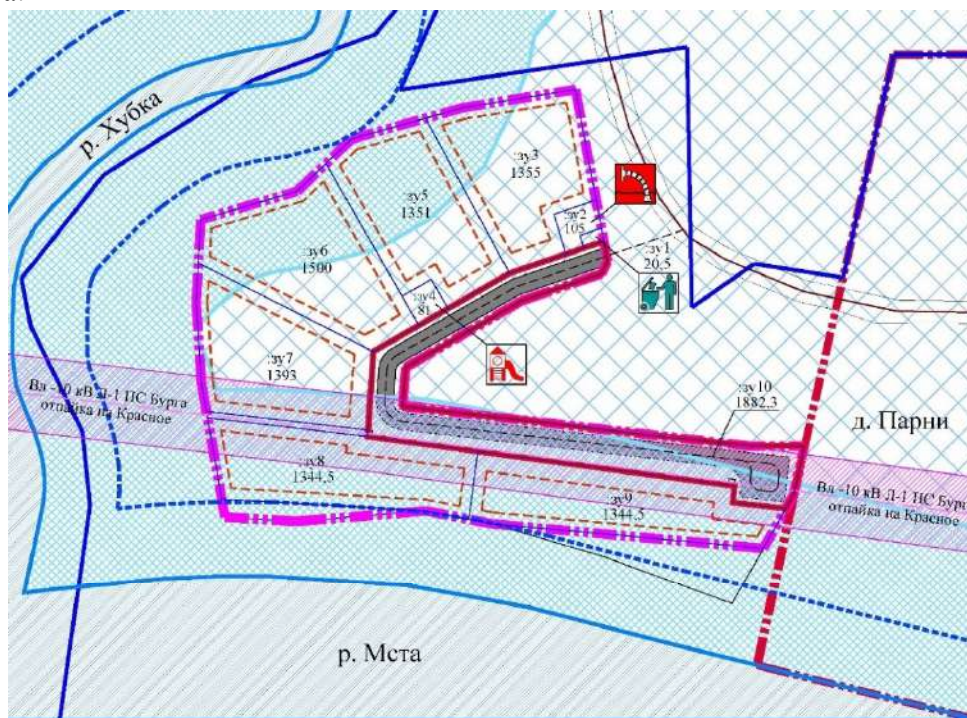 р. Хубка
:зу3
1355
:зу5
1351
:зу2
105
:зу6
1500
:зу1
20.5
:зу4
81
:зу7
1393
Вл -10 кВ Л-1 ПС Бурга
отпайка на Красное
:зу10
1882.3
д. Парни
:зу8
1344.5
:зу9
1344.5
Вл -10 кВ Л-1 ПС Бург
отпайка на Красное
р. Мста